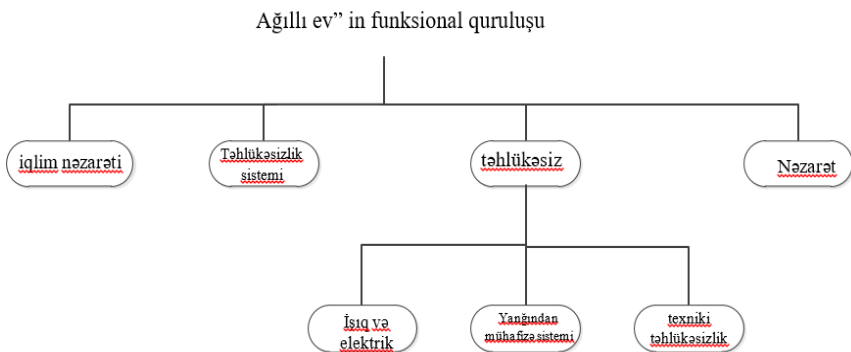 Ağıllı ev” in funksional quruluşu
iqlim nəzarəti
Təhlükəsizlik
sistemi
təhlükəsiz
Nəzarət
İşıq və
elektrik
Yanğından
mühafizə sistemi
texniki
təhlükəsizlik